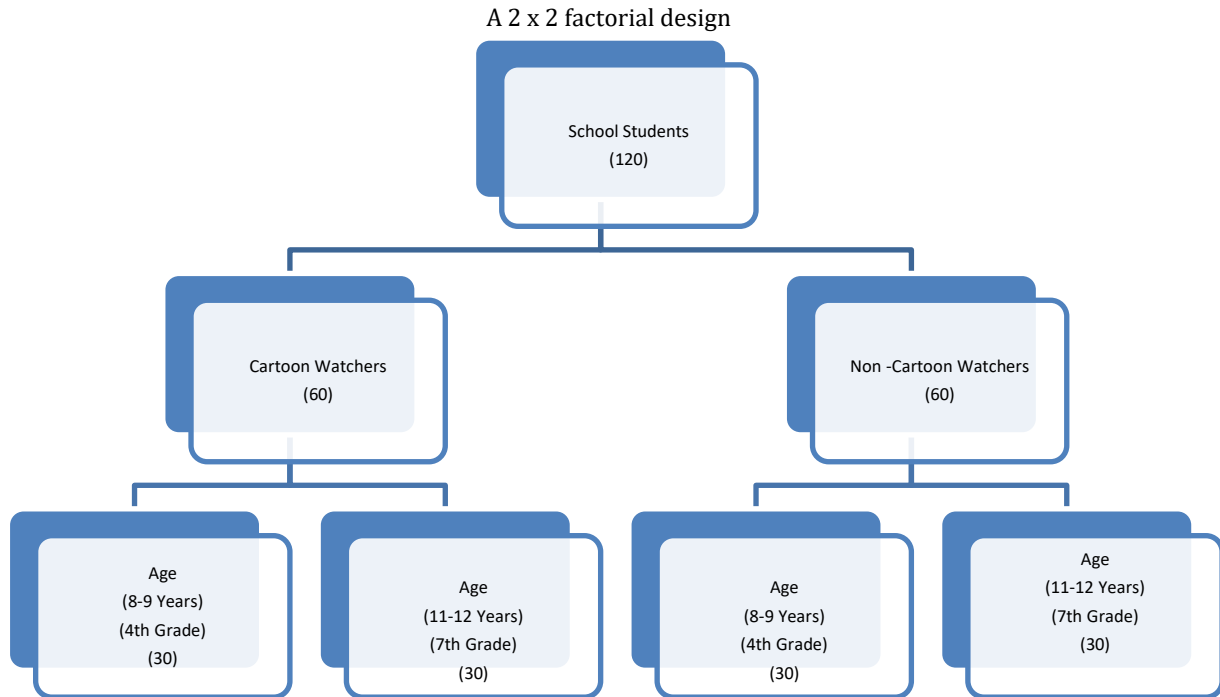 A 2 x 2 factorial design
School Students
(120)
Cartoon Watchers
(60)
Non -Cartoon Watchers
(60)
Age
(8-9 Years)
(4th Grade)
(30)
Age
(11-12 Years)
(7th Grade)
(30)
Age
(8-9 Years)
(4th Grade)
(30)
Age
(11-12 Years)
(7th Grade)
(30)